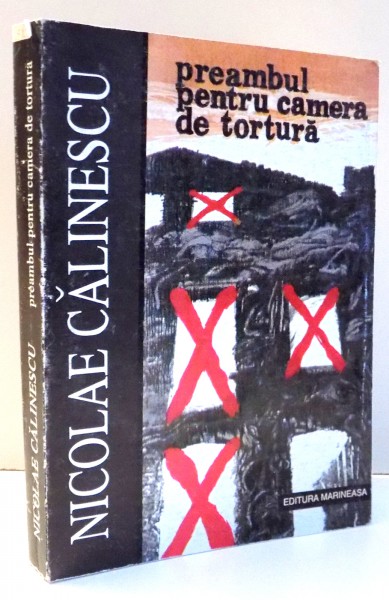 preambul
pentru camera
de tortură
NICOLAE CĂLINESCU
EDITURA MARINEASA
NICOLAE CĂLINESCU preambul pentru camera de tortură